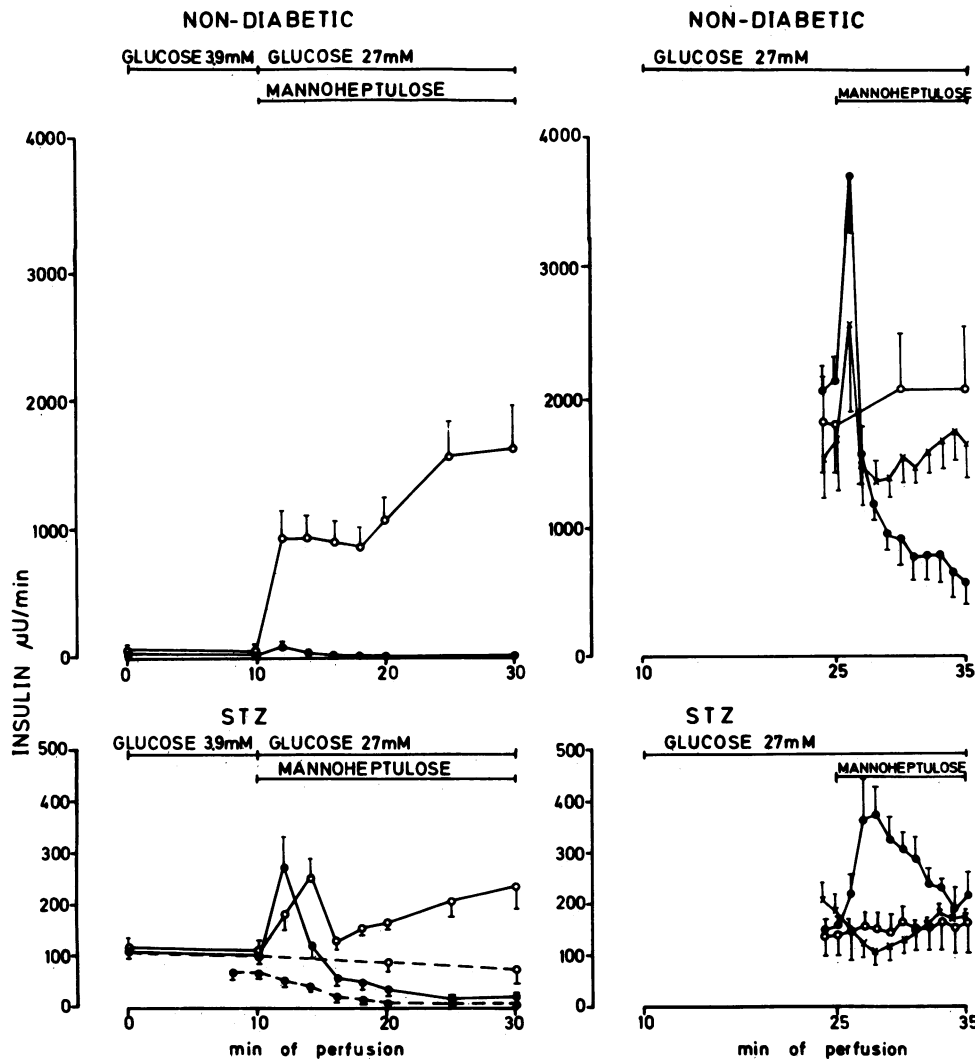 NON-DIABETIC
GLUCOSE 3,9mM GLUCOSE 27mM
MANNOHEPTULOSE
4000
3000
2000
1000
0
0 10 20 30
NON-DIABETIC
GLUCOSE 27mM
MANNOHEPTULOSE
4000
3000
2000
1000
0
10 25 35
INSULIN µU/min
STZ
GLUCOSE 3,9mM GLUCOSE 27mM
MANNOHEPTULOSE
500
400
300
200
100
0
0 10 20 30
min of perfusion
STZ
GLUCOSE 27mM
MANNOHEPTULOSE
500
400
300
200
100
0
10 25 35
min of perfusion